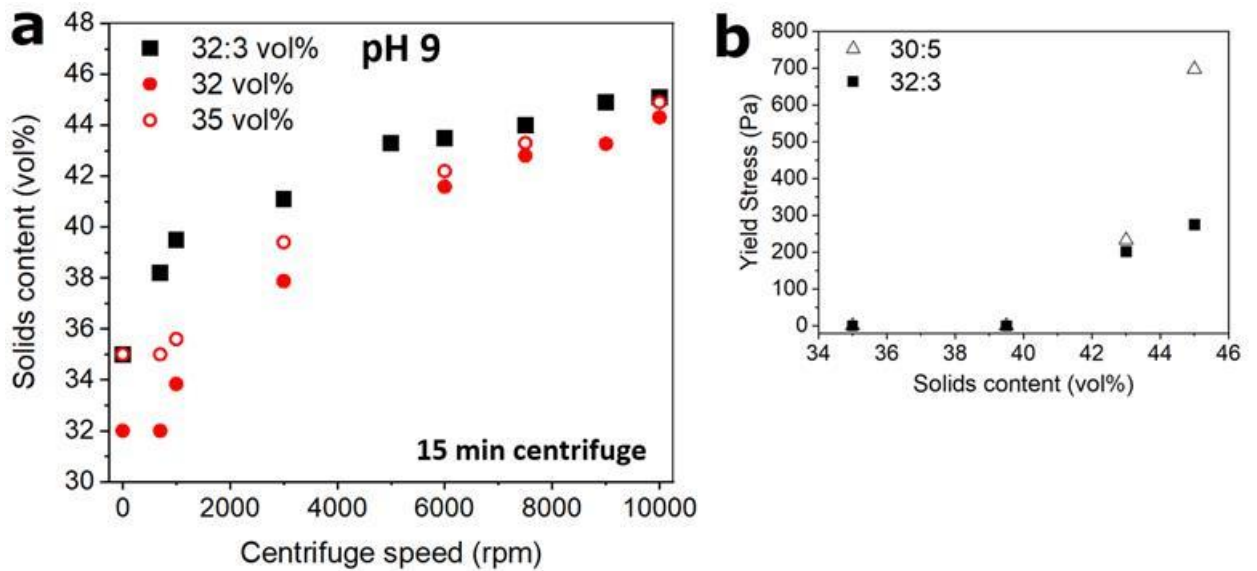 a
48
46
44
42
40
38
36
34
32
30
Solids content (vol%)
32:3 vol%
32 vol%
35 vol%
pH 9
15 min centrifuge
0 2000 4000 6000 8000 10000
Centrifuge speed (rpm)
b
800
700
600
500
400
300
200
100
0
Yield Stress (Pa)
30:5
32:3
34 36 38 40 42 44 46
Solids content (vol%)